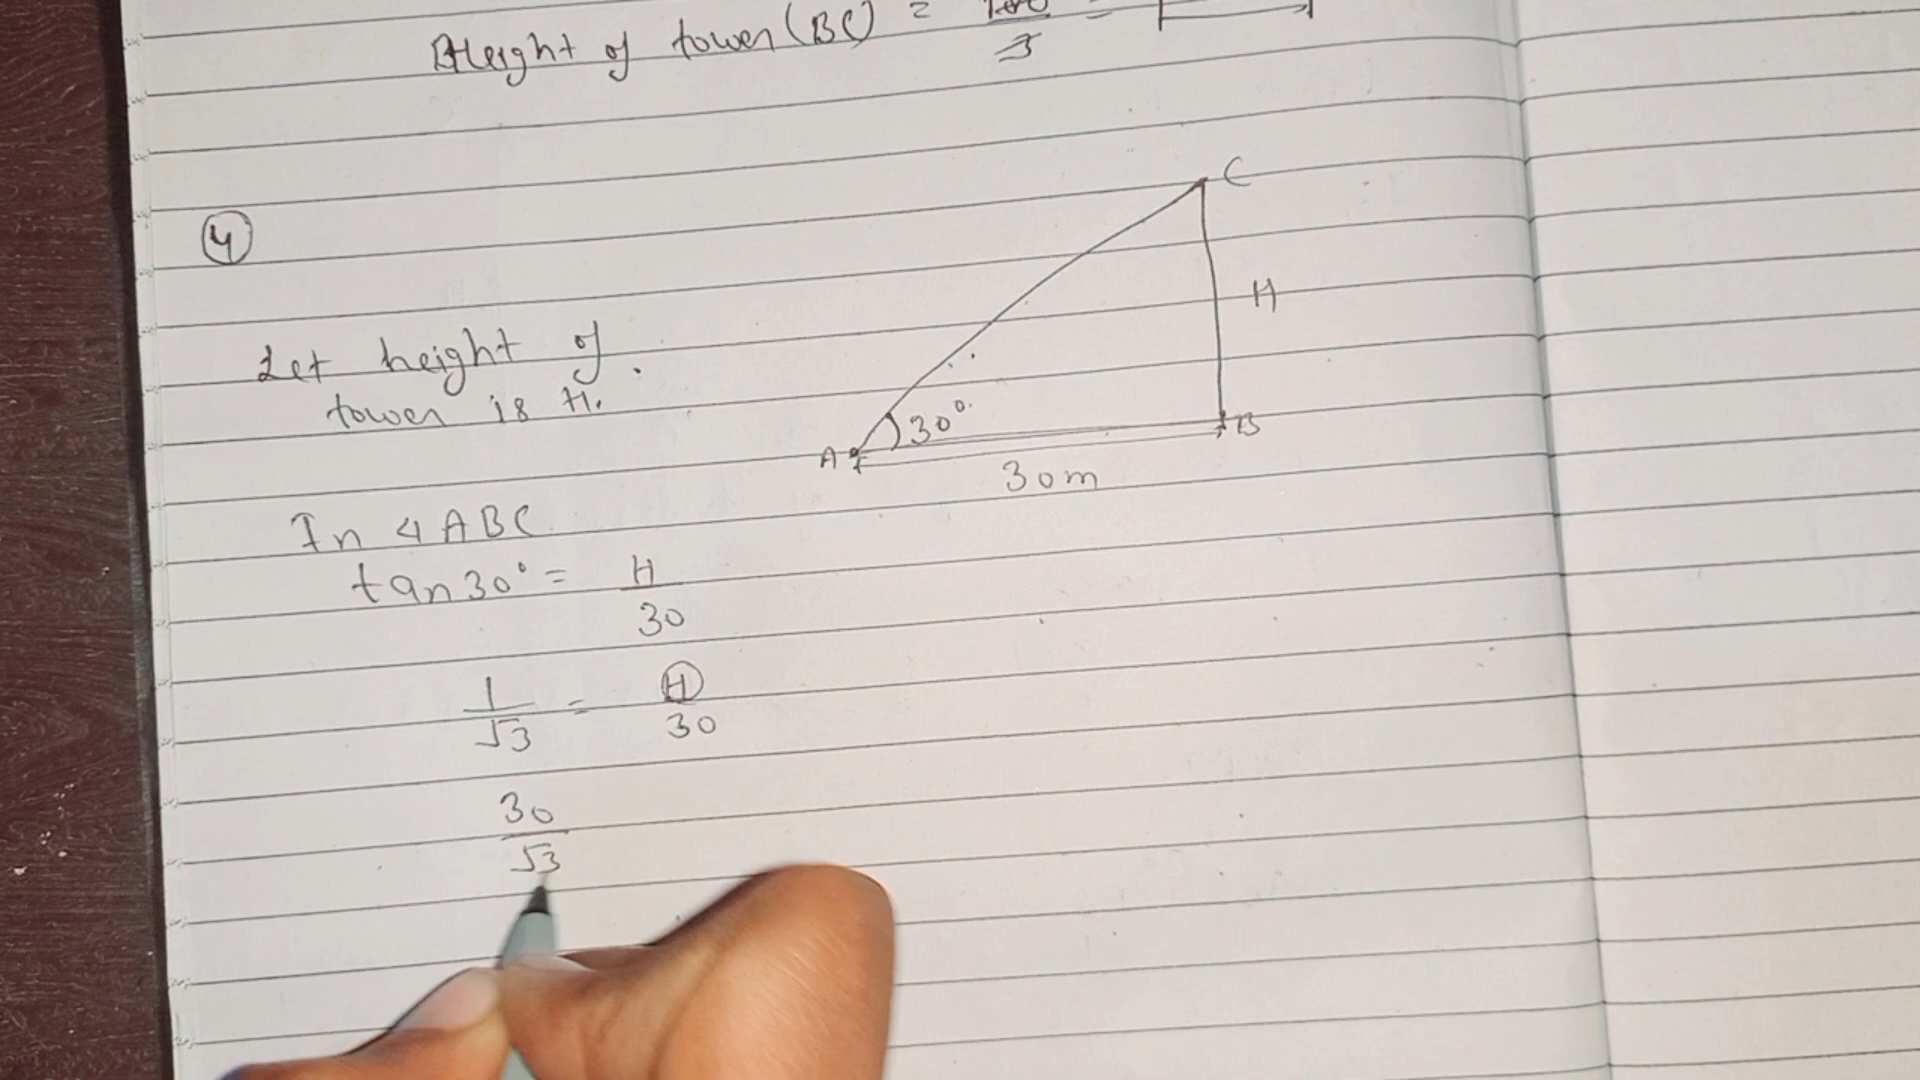 Height of tower (BC) =
3
4
C
H
Let height of
tower is H.
30°
A
B
30m
In △ ABC
tan 30° = H
30
1 = H
√3 30
30
√3